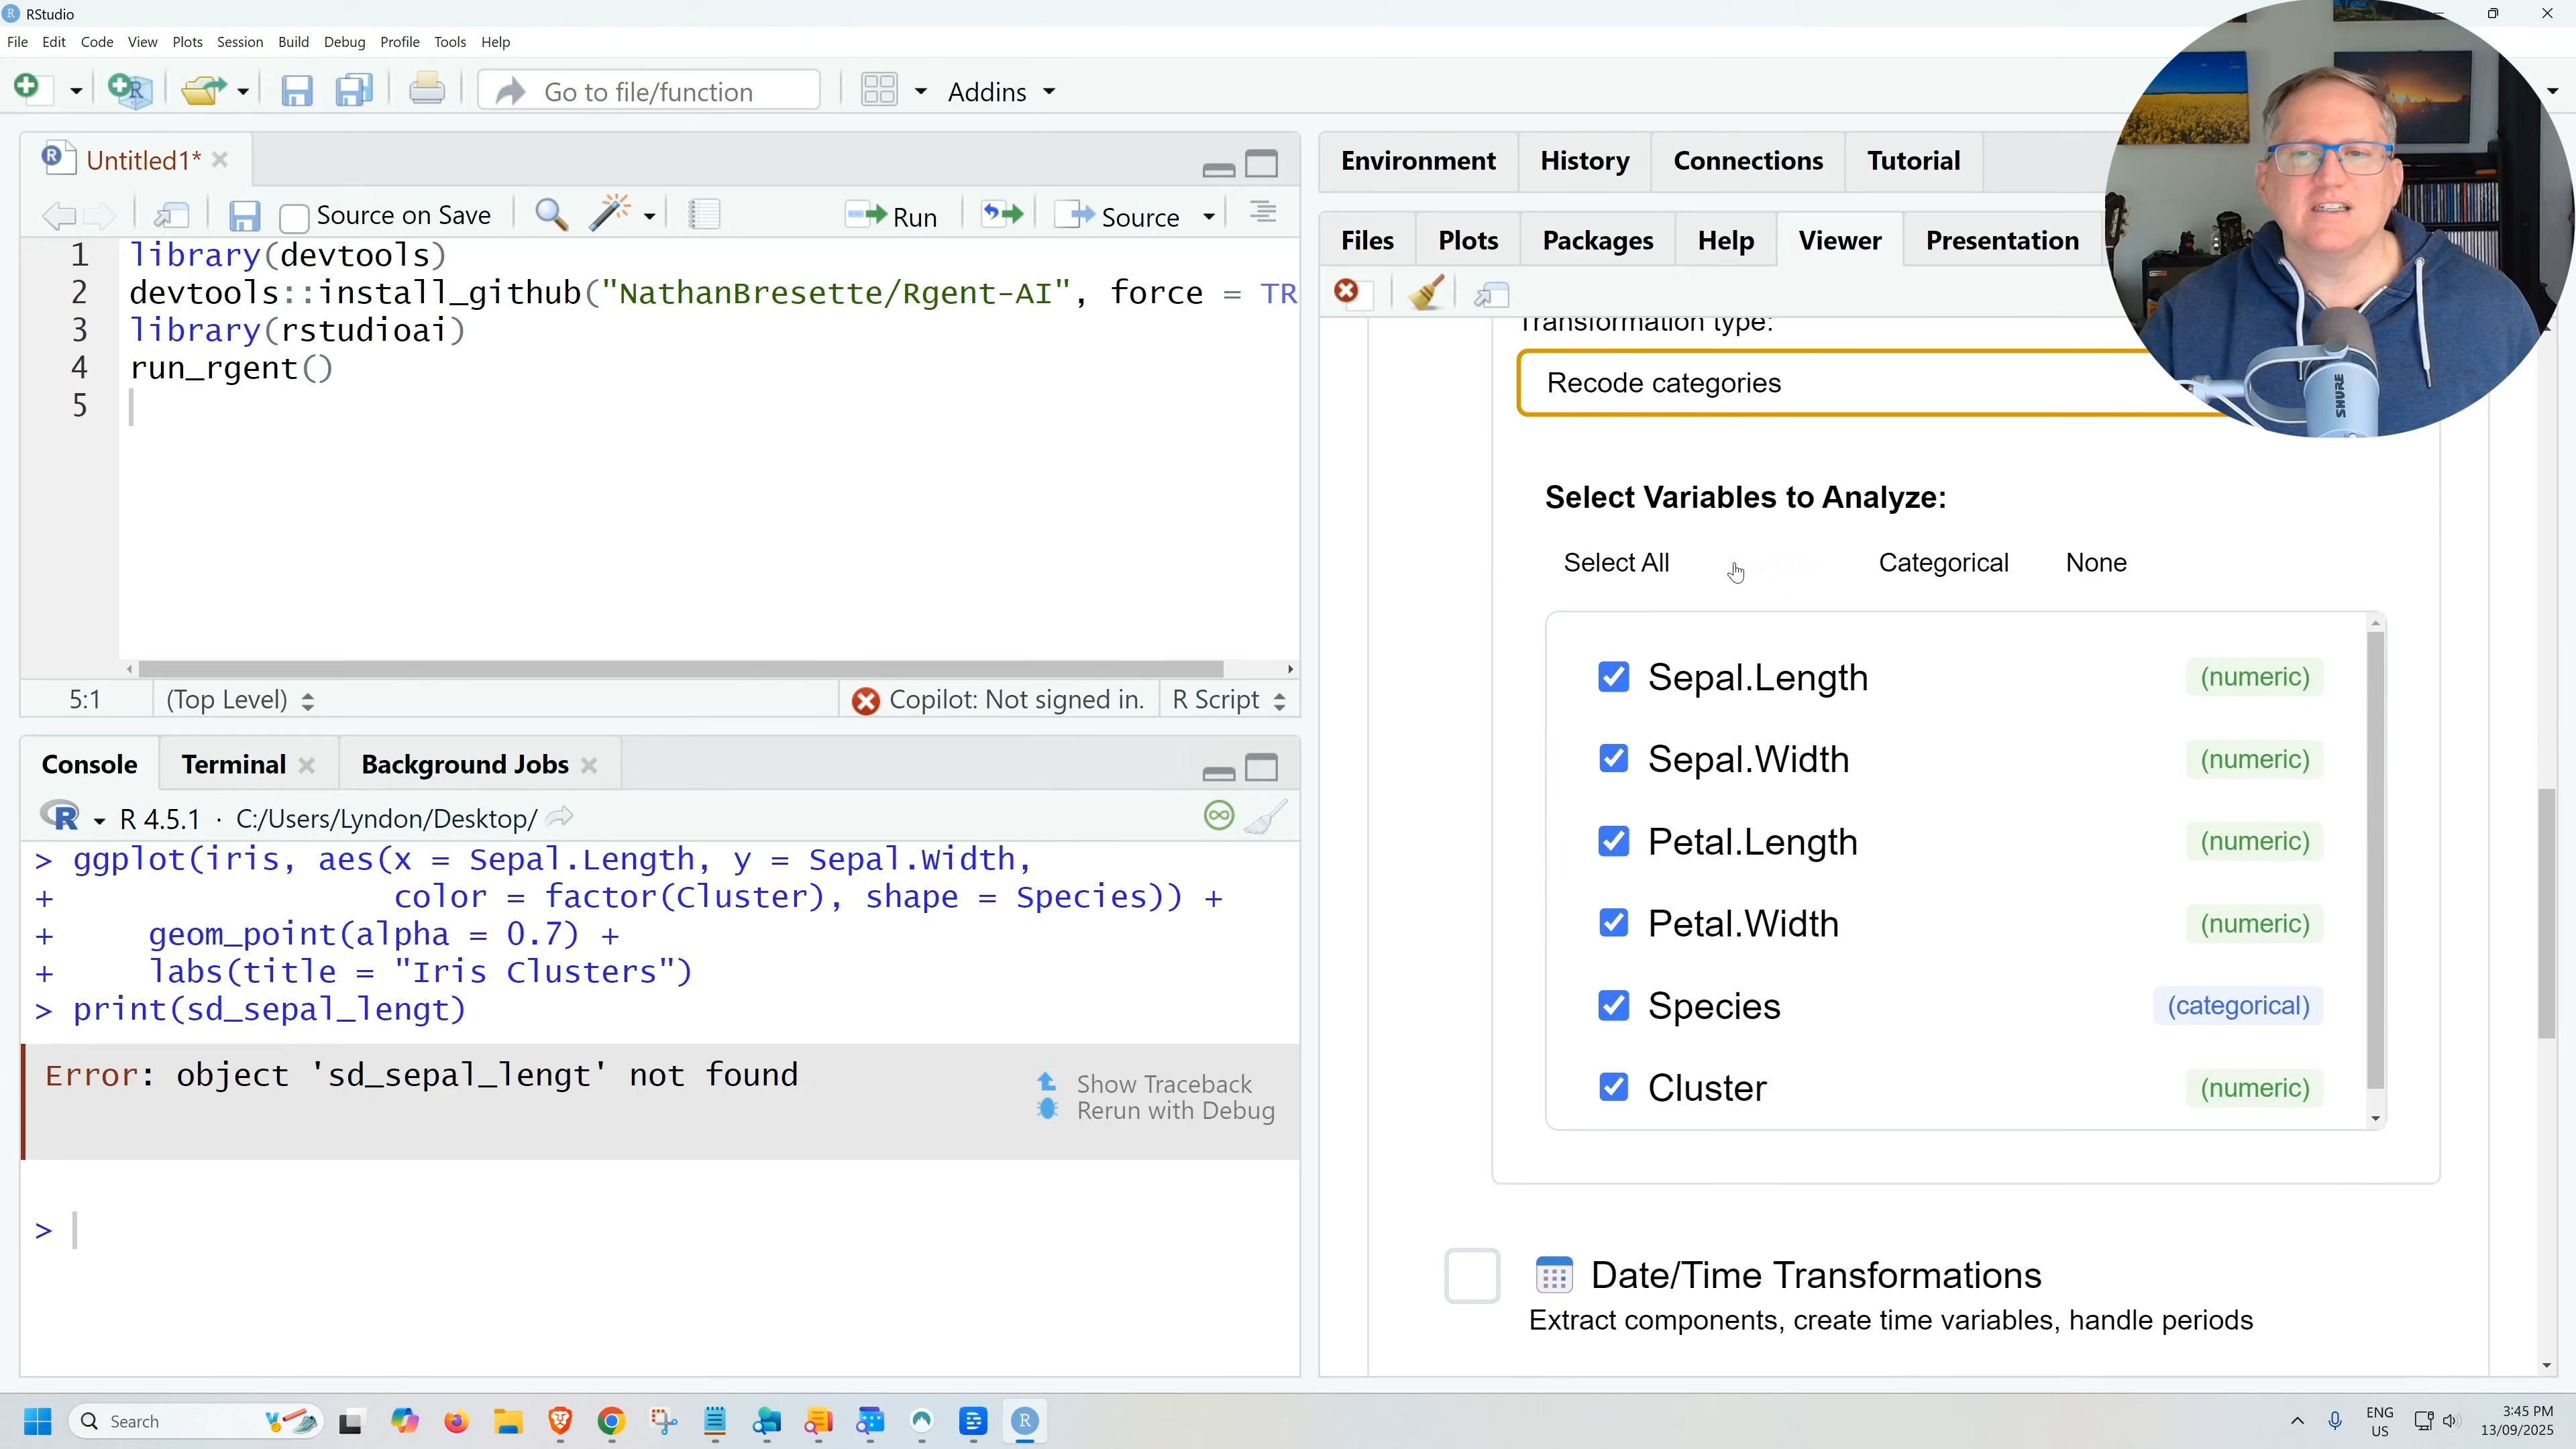 RStudio
File Edit Code View Plots Session Build Debug Profile Tools Help
Go to file/function
Addins
Untitled1*
Source on Save
Run
Source
1 library(devtools)
2 devtools::install_github("NathanBresette/Rgent-AI", force = TR
3 library(rstudioai)
4 run_rgent()
5
5:1
(Top Level)
Copilot: Not signed in.
R Script
Console
Terminal
Background Jobs
R 4.5.1 · C:/Users/Lyndon/Desktop/
> ggplot(iris, aes(x = Sepal.Length, y = Sepal.Width,
+ color = factor(Cluster), shape = Species)) +
+ geom_point(alpha = 0.7) +
+ labs(title = "Iris Clusters")
> print(sd_sepal_lengt)
Error: object 'sd_sepal_lengt' not found
Show Traceback
Rerun with Debug
>
Environment History Connections Tutorial
Files Plots Packages Help Viewer Presentation
Transformation type:
Recode categories
Select Variables to Analyze:
Select All Categorical None
Sepal.Length (numeric)
Sepal.Width (numeric)
Petal.Length (numeric)
Petal.Width (numeric)
Species (categorical)
Cluster (numeric)
Date/Time Transformations
Extract components, create time variables, handle periods
SHURE
Search
ENG
US
3:45 PM
13/09/2025